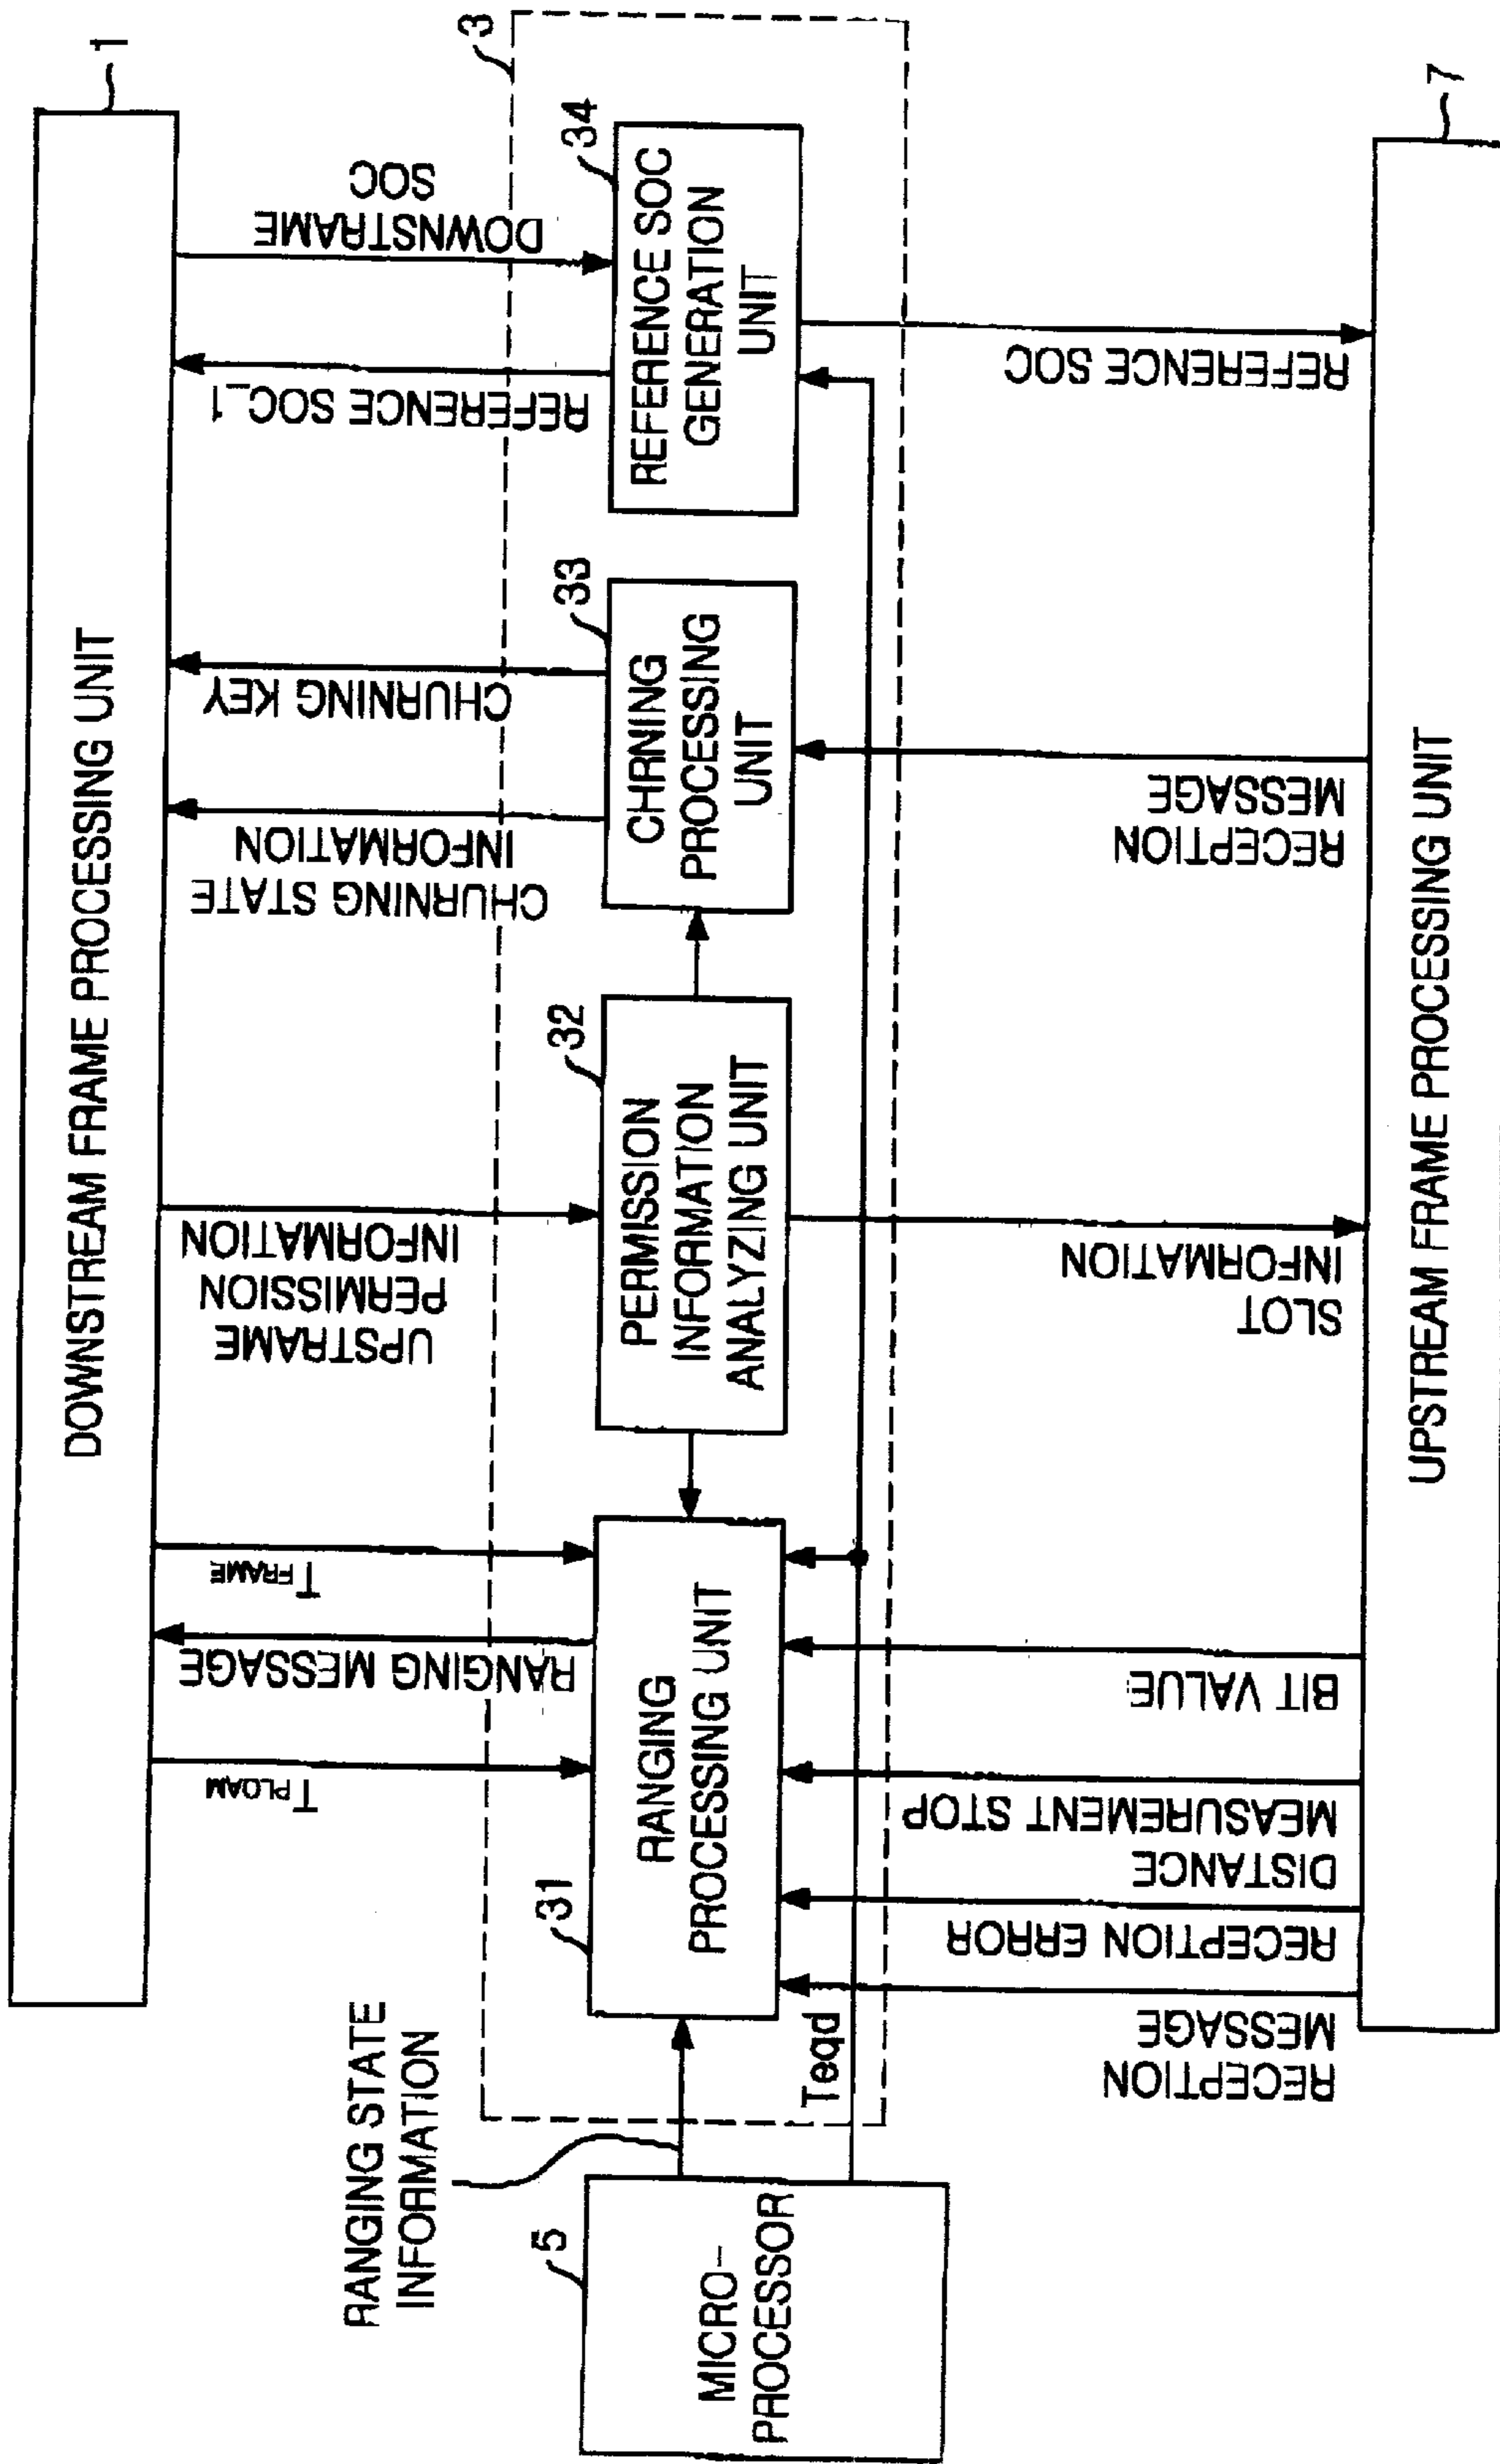 DOWNSTREAM FRAME PROCESSING UNIT
1
RANGING STATE
INFORMATION
TPLOAM
RANGING MESSAGE
TFRAME
UPSTRAME
PERMISSION
INFORMATION
CHURNING STATE
INFORMATION
CHURNING KEY
REFERENCE SOC_1
DOWNSTRAME
SOC
3
5
MICRO-
PROCESSOR
31
RANGING
PROCESSING UNIT
32
PERMISSION
INFORMATION
ANALYZING UNIT
33
CHRNING
PROCESSING
UNIT
34
REFERENCE SOC
GENERATION
UNIT
Teqd
RECEPTION
MESSAGE
RECEPTION ERROR
DISTANCE
MEASUREMENT STOP
BIT VALUE
SLOT
INFORMATION
RECEPTION
MESSAGE
REFERENCE SOC
UPSTREAM FRAME PROCESSING UNIT
7